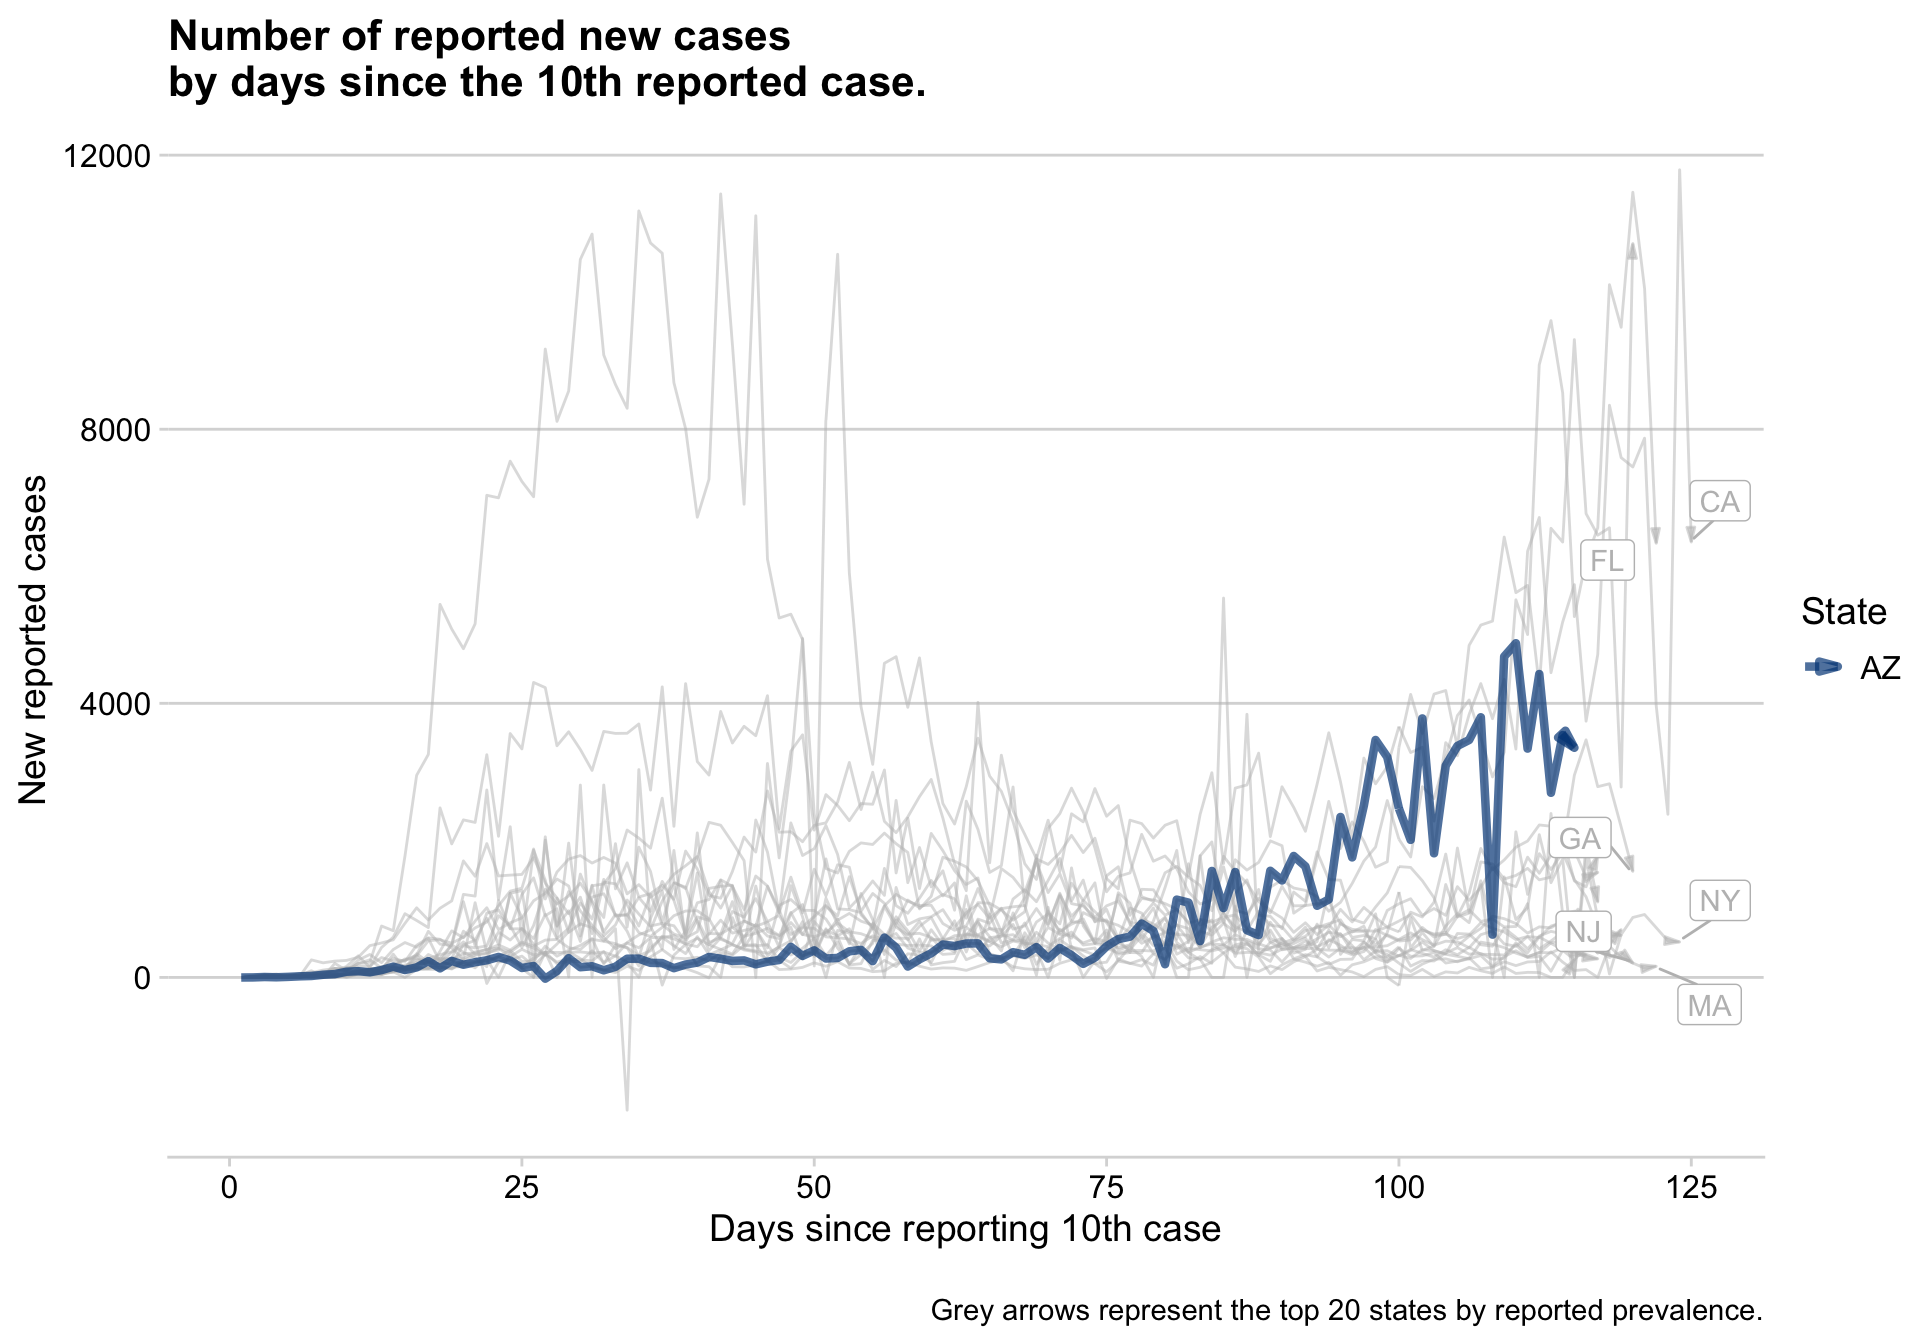 Number of reported new cases
by days since the 10th reported case.
12000
8000
4000
0
New reported cases
CA
FL
GA
NY
NJ
MA
State
AZ
0
25
50
75
100
125
Days since reporting 10th case
Grey arrows represent the top 20 states by reported prevalence.